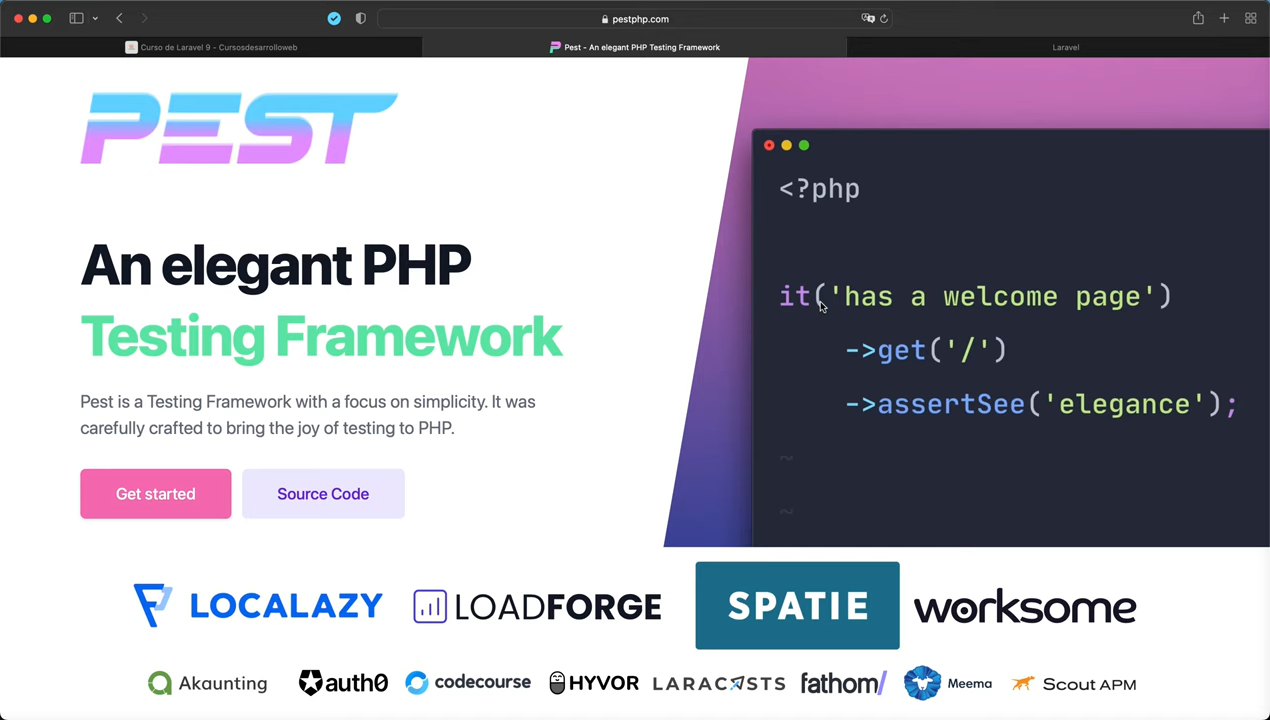 pestphp.com
Curso de Laravel 9 - Cursosdesarrolloweb
Pest - An elegant PHP Testing Framework
Laravel
PEST
An elegant PHP
Testing Framework
Pest is a Testing Framework with a focus on simplicity. It was
carefully crafted to bring the joy of testing to PHP.
Get started
Source Code
<?php
it('has a welcome page')
->get('/')
->assertSee('elegance');
~
~
LOCALAZY
LOADFORGE
SPATIE
worksome
Akaunting
auth0
codecourse
HYVOR
LARACASTS
fathom/
Meema
Scout APM